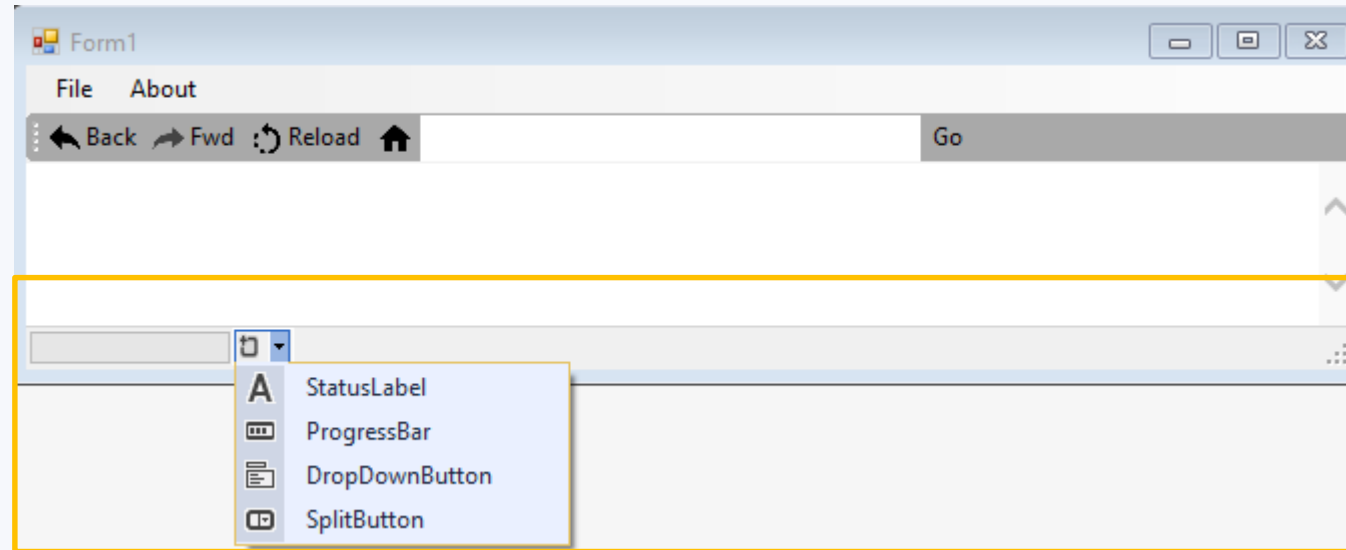 Form1
File About
Back Fwd Reload Go
StatusLabel
ProgressBar
DropDownButton
SplitButton